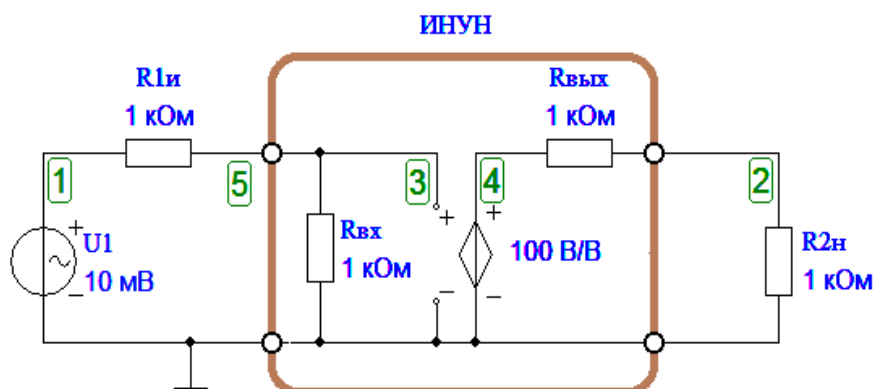 ИНУН
R1и
1 кОм
Rвых
1 кОм
1
5
3
4
2
+
+
+
U1
10 мВ
−
Rвх
1 кОм
−
100 В/В
−
R2н
1 кОм